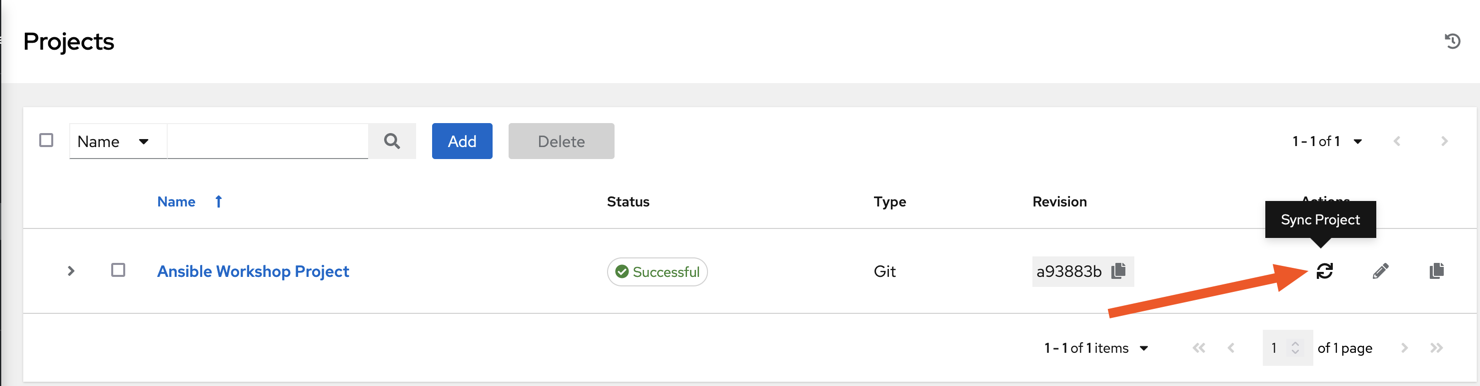 Projects
Name
Add
Delete
1 - 1 of 1
Name
Status
Type
Revision
Actions
Sync Project
Ansible Workshop Project
Successful
Git
a93883b
1 - 1 of 1 items
1
of 1 page